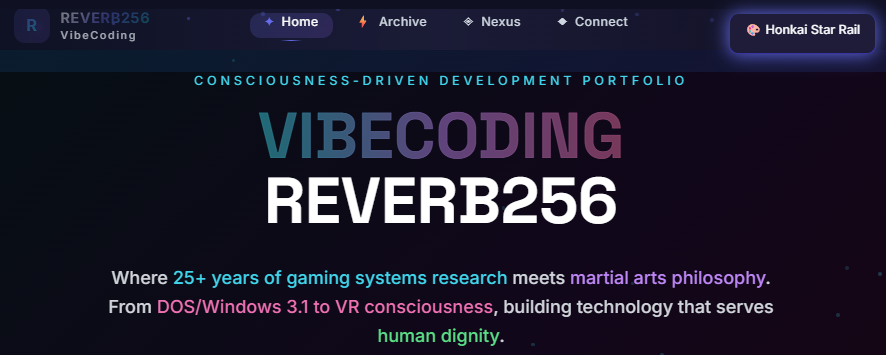 R
REVERB256
VibeCoding
Home
Archive
Nexus
Connect
Honkai Star Rail
CONSCIOUSNESS-DRIVEN DEVELOPMENT PORTFOLIO
VIBECODING
REVERB256
Where 25+ years of gaming systems research meets martial arts philosophy.
From DOS/Windows 3.1 to VR consciousness, building technology that serves
human dignity.